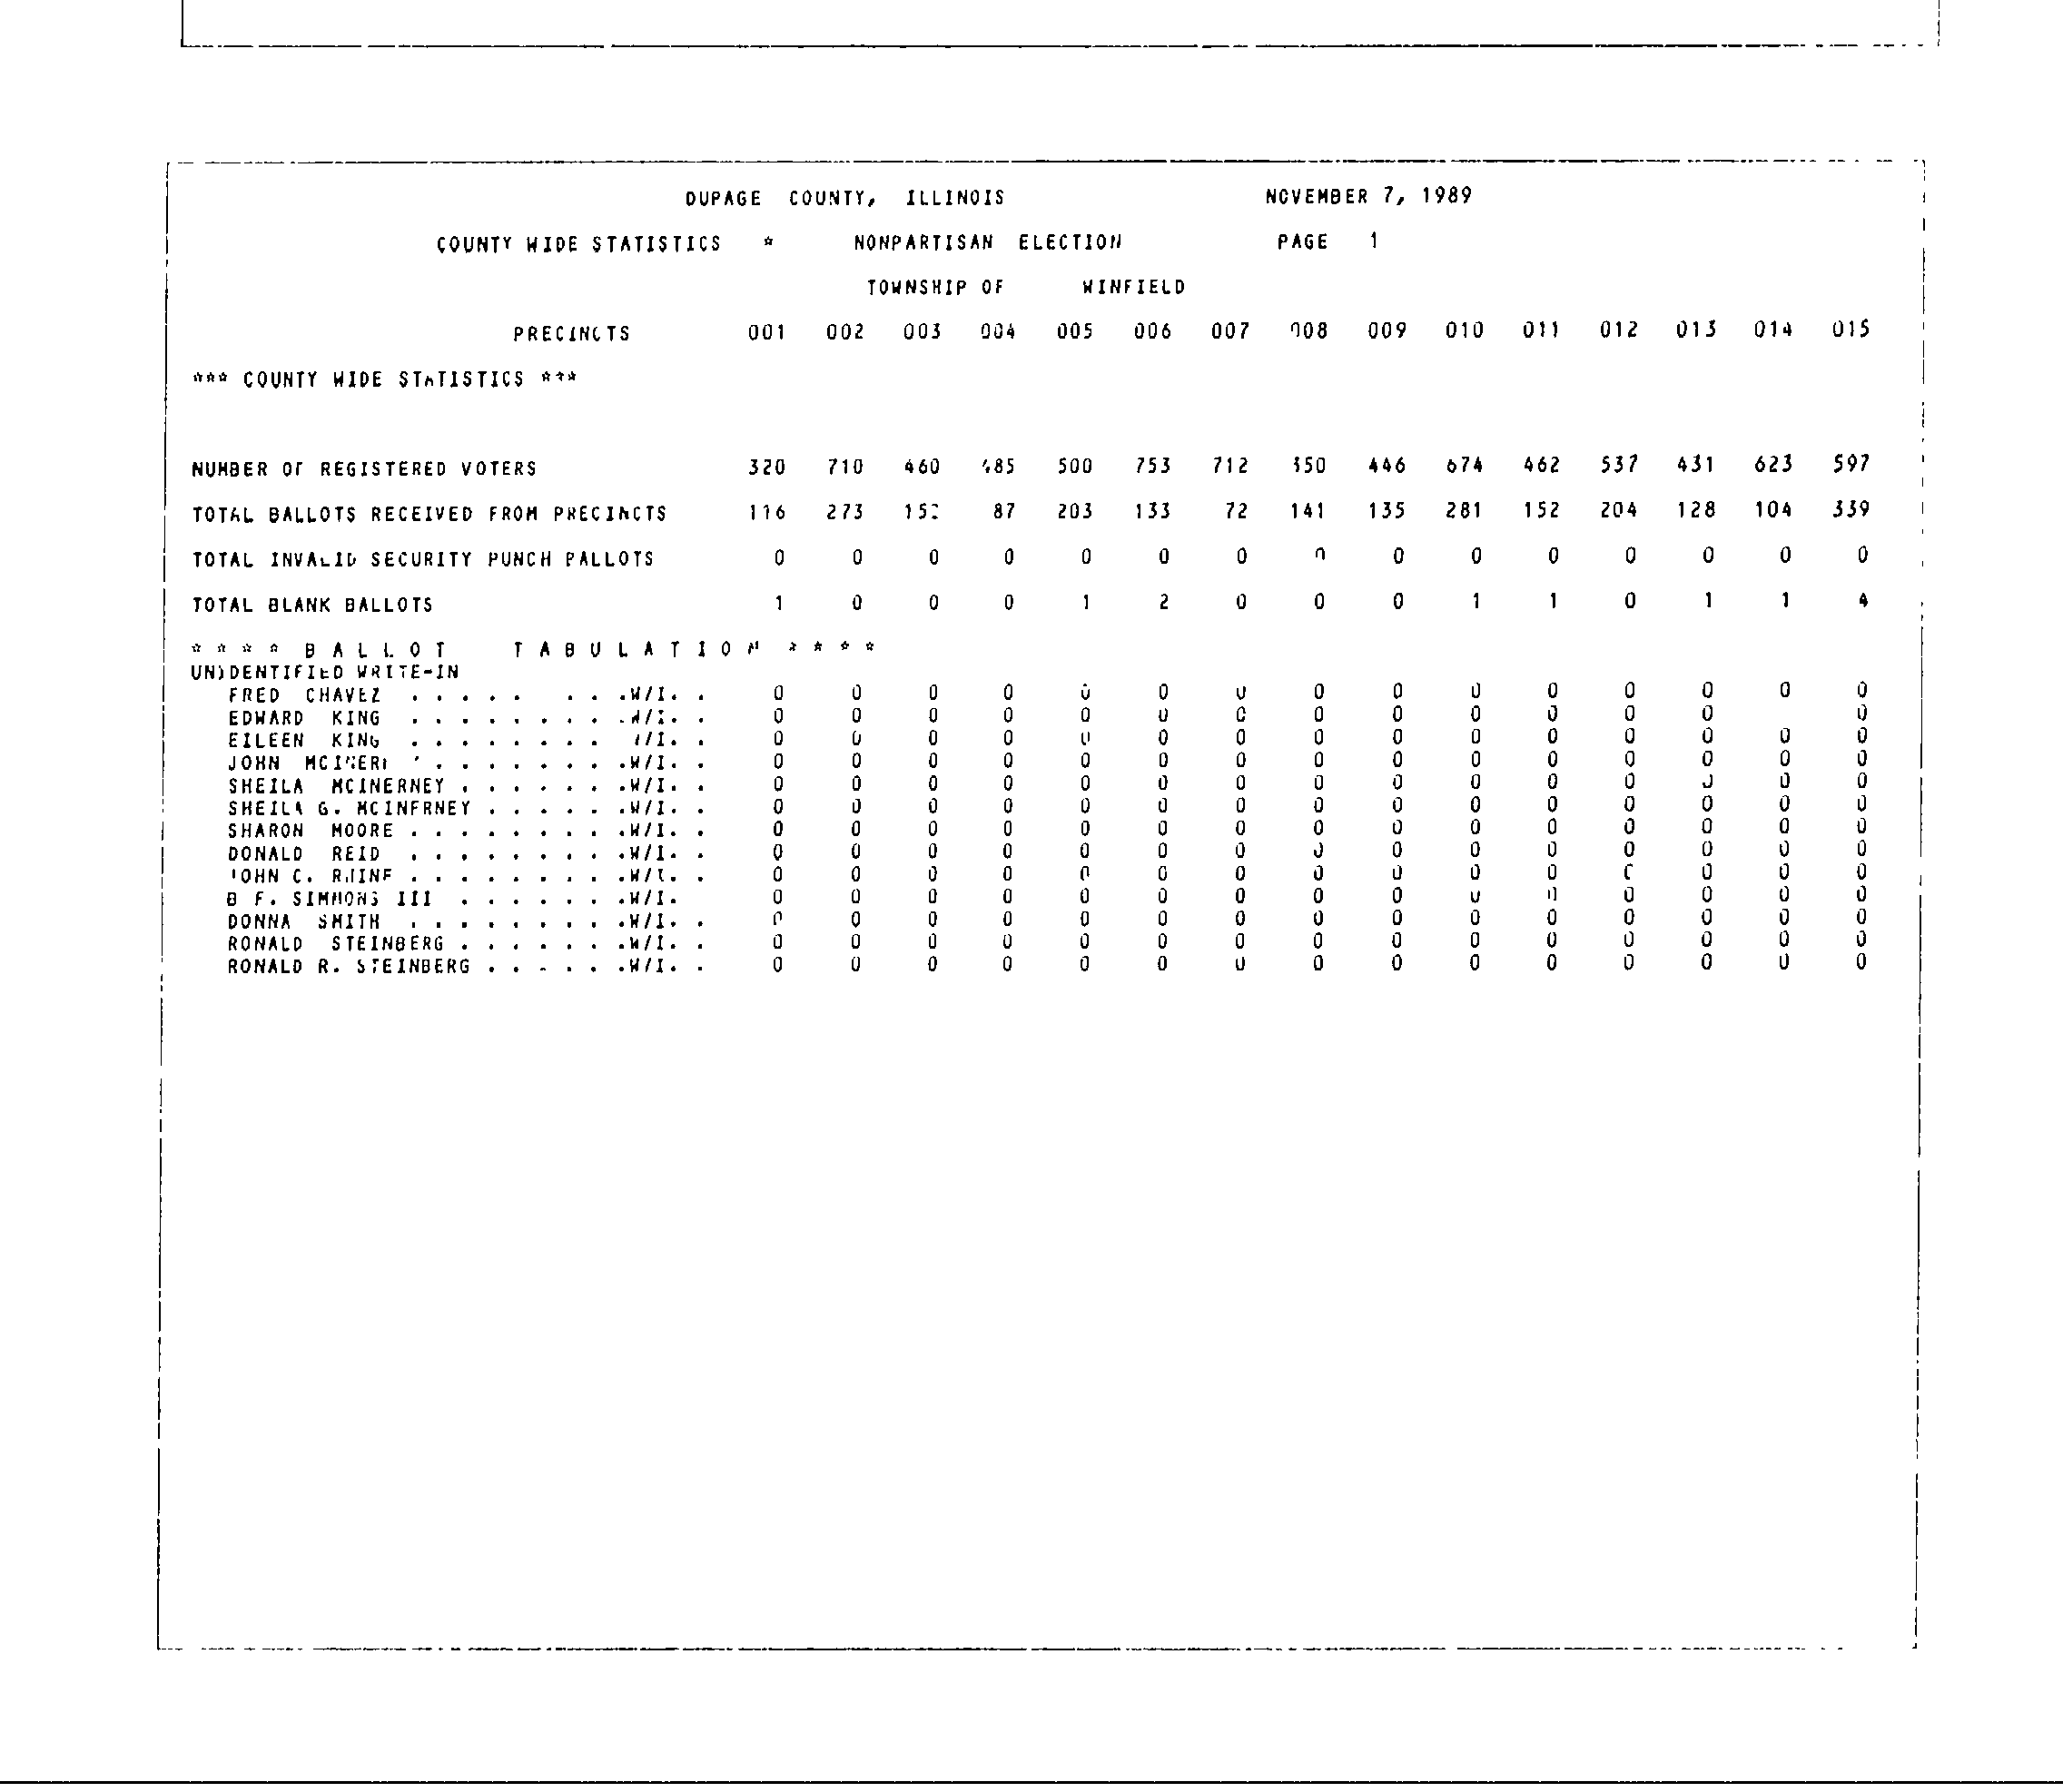 DUPAGE COUNTY, ILLINOIS NOVEMBER 7, 1989
COUNTY WIDE STATISTICS * NONPARTISAN ELECTION PAGE 1
TOWNSHIP OF WINFIELD
PRECINCTS 001 002 003 004 005 006 007 008 009 010 011 012 013 014 015
*** COUNTY WIDE STATISTICS ***
NUMBER OF REGISTERED VOTERS 320 710 460 485 500 753 712 350 446 674 462 537 431 623 597
TOTAL BALLOTS RECEIVED FROM PRECINCTS 116 273 87 203 133 72 141 135 281 152 204 128 104 339
TOTAL INVALID SECURITY PUNCH BALLOTS 0 0 0 0 0 0 0 0 0 0 0 0 0 0 0
TOTAL BLANK BALLOTS 1 0 0 0 1 2 0 0 0 1 1 0 1 1 4
* * * * B A L L O T T A B U L A T I O N * * * *
UNIDENTIFIED WRITE-IN
FRED CHAVEZ . . . . . . . .W/I. . 0 0 0 0 0 0 0 0 0 0 0 0 0 0 0
EDWARD KING . . . . . . . . .W/I. . 0 0 0 0 0 0 0 0 0 0 0 0 0 0
EILEEN KING . . . . . . . . W/I. . 0 0 0 0 0 0 0 0 0 0 0 0 0 0 0
JOHN . . . . . . . . .W/I. . 0 0 0 0 0 0 0 0 0 0 0 0 0 0 0
SHEILA MCINERNEY . . . . . . .W/I. . 0 0 0 0 0 0 0 0 0 0 0 0 0 0 0
SHEILA G. MCINERNEY . . . . . .W/I. . 0 0 0 0 0 0 0 0 0 0 0 0 0 0 0
SHARON MOORE . . . . . . . . .W/I. . 0 0 0 0 0 0 0 0 0 0 0 0 0 0 0
DONALD REID . . . . . . . . .W/I. . 0 0 0 0 0 0 0 0 0 0 0 0 0 0 0
JOHN C. . . . . . . . . .W/I. . 0 0 0 0 0 0 0 0 0 0 0 0 0 0 0
B F. SIMMONS III . . . . . . .W/I. 0 0 0 0 0 0 0 0 0 0 0 0 0 0 0
DONNA SMITH . . . . . . . . .W/I. . 0 0 0 0 0 0 0 0 0 0 0 0 0 0 0
RONALD STEINBERG . . . . . . .W/I. . 0 0 0 0 0 0 0 0 0 0 0 0 0 0 0
RONALD R. STEINBERG . . . . . .W/I. . 0 0 0 0 0 0 0 0 0 0 0 0 0 0 0